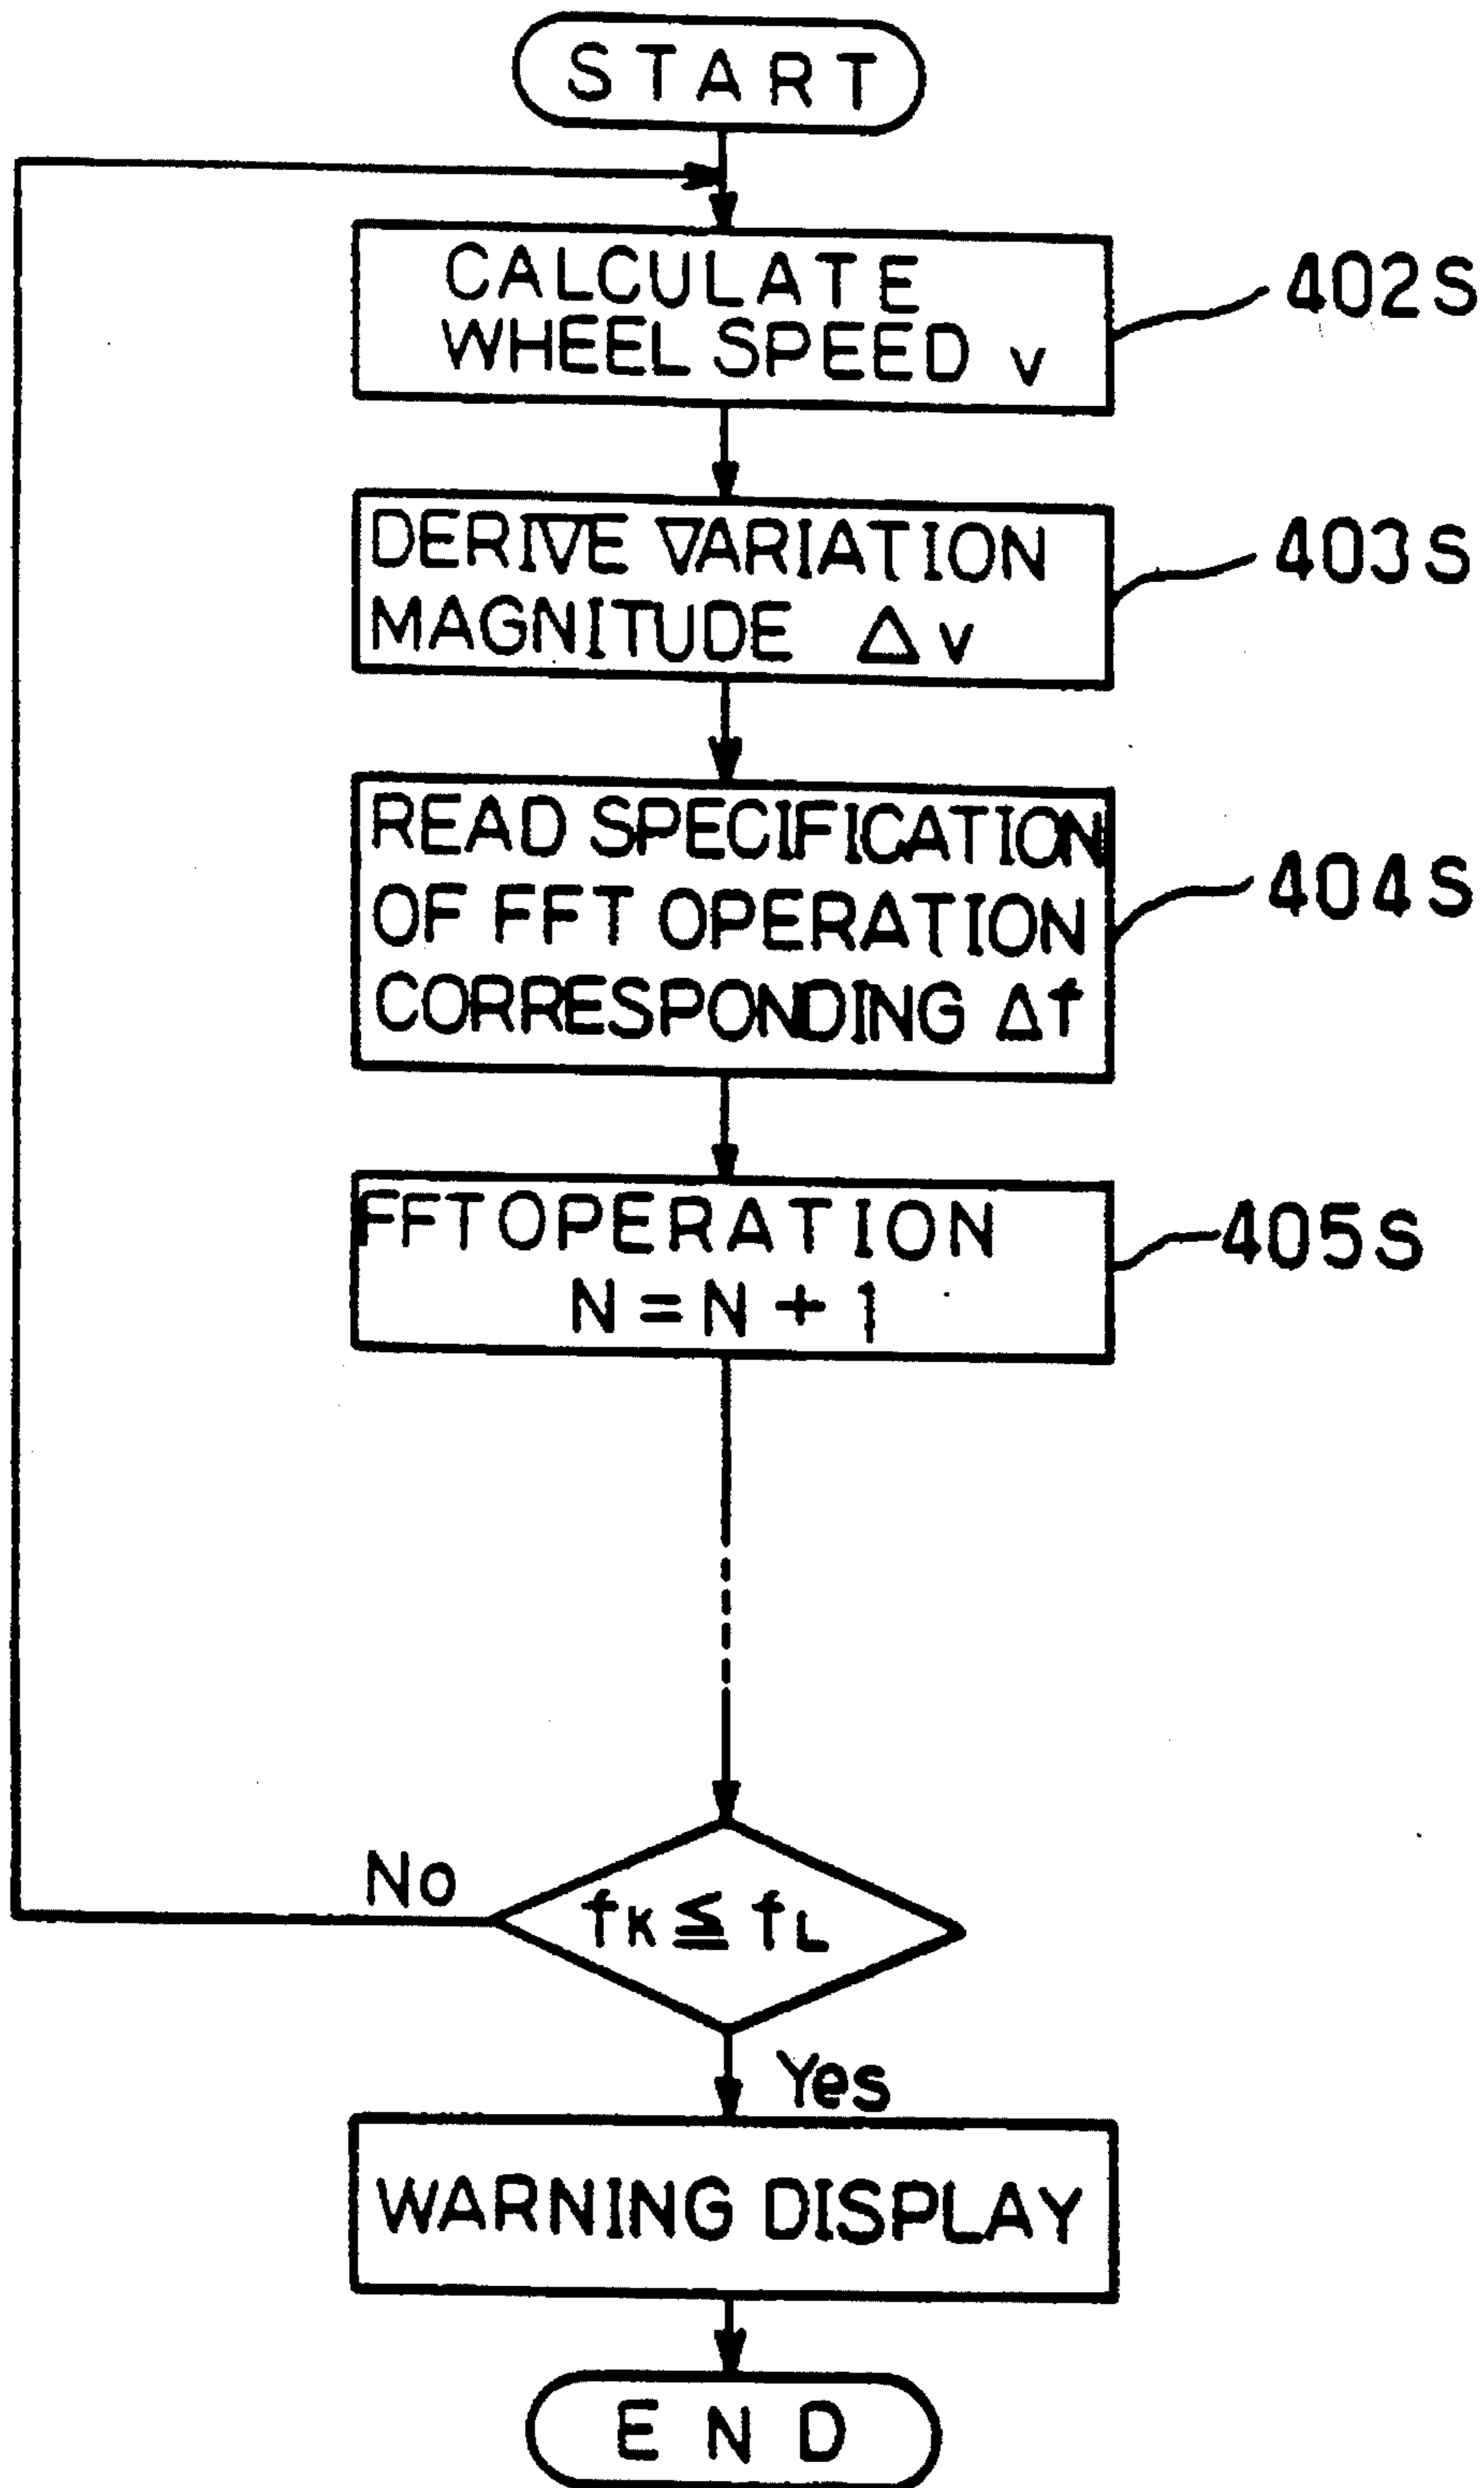 START
CALCULATE
WHEEL SPEED v
402S
DERIVE VARIATION
MAGNITUDE Δv
403S
READ SPECIFICATION
OF FFT OPERATION
CORRESPONDING Δf
404S
FFT OPERATION
N=N+1
405S
No
fK≦fL
Yes
WARNING DISPLAY
END